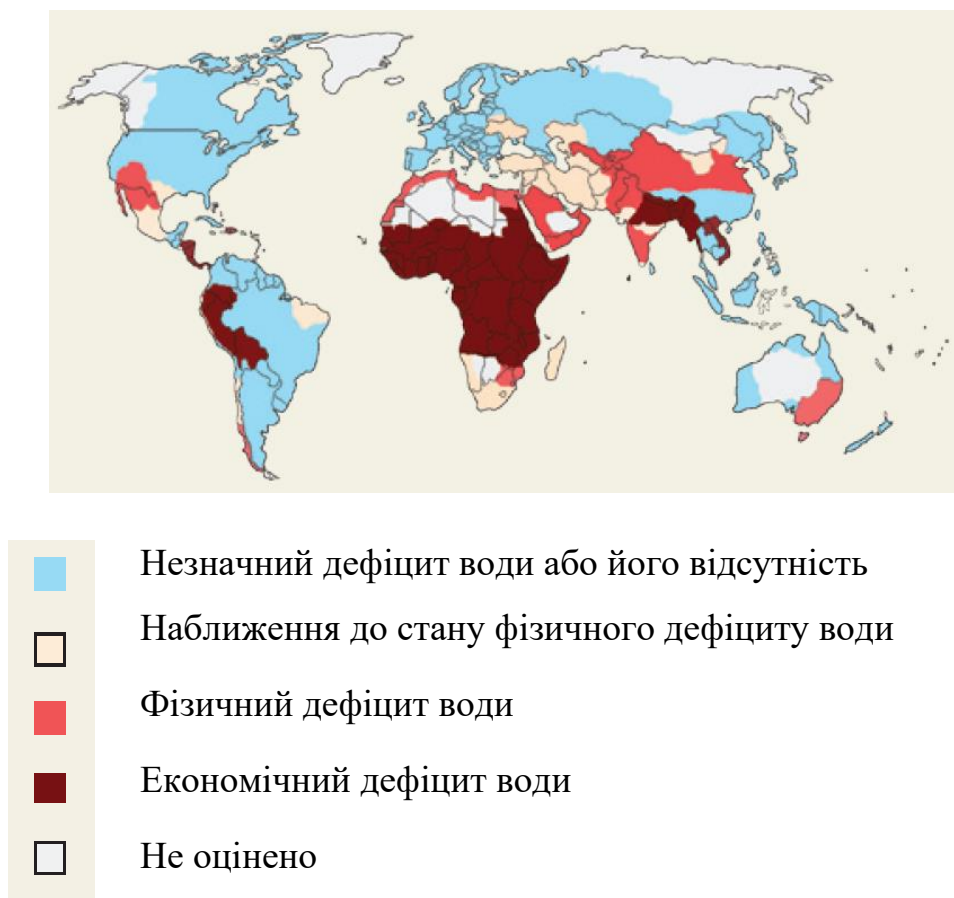 Незначний дефіцит води або його відсутність
Наближення до стану фізичного дефіциту води
Фізичний дефіцит води
Економічний дефіцит води
Не оцінено